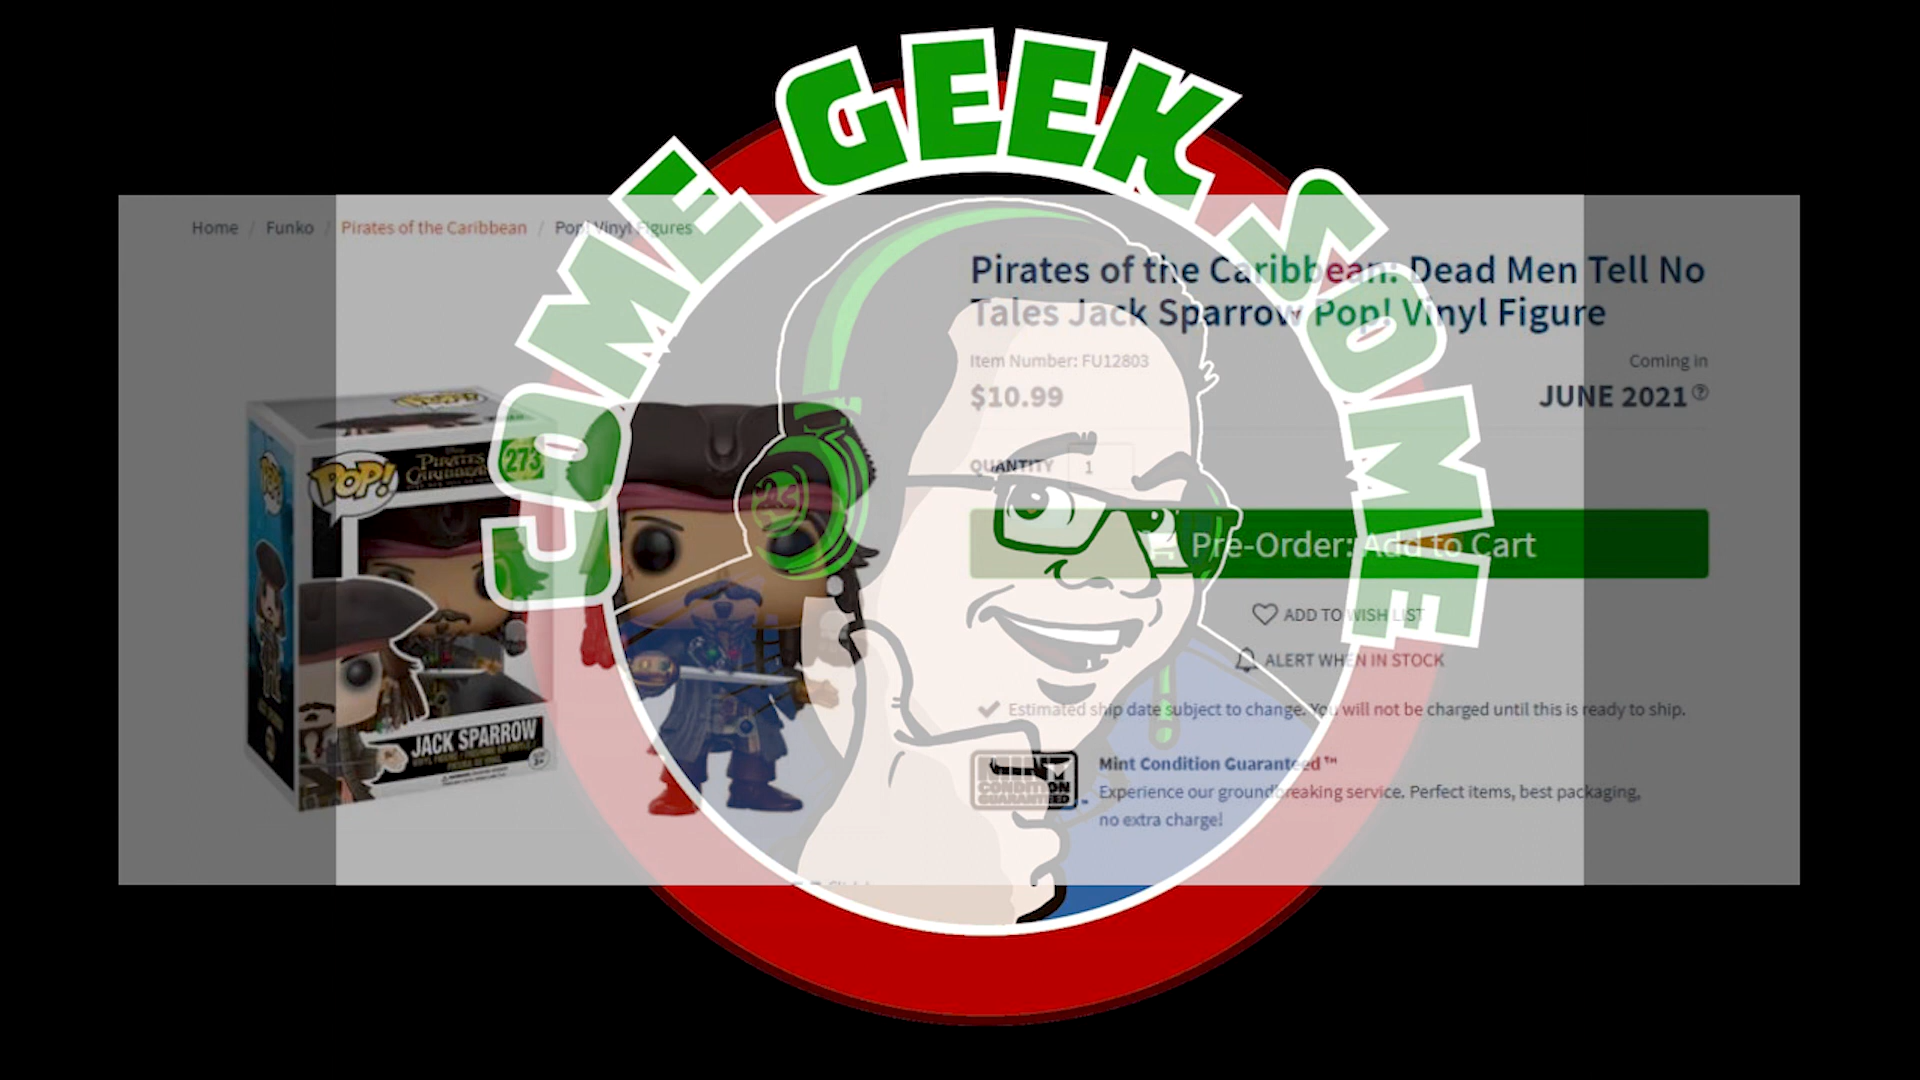 COME GEEK SOME
Home / Funko / Pirates of the Caribbean / Pop! Vinyl Figures
Pirates of the Caribbean: Dead Men Tell No
Tales Jack Sparrow Pop! Vinyl Figure
Item Number: FU12803
Coming in
$10.99
JUNE 2021
QUANTITY 1
Pre-Order: Add to Cart
ADD TO WISH LIST
ALERT WHEN IN STOCK
Estimated ship date subject to change. You will not be charged until this is ready to ship.
MINT
CONDITION
GUARANTEED
Mint Condition Guaranteed™
Experience our groundbreaking service. Perfect items, best packaging,
no extra charge!
POP!
PIRATES
CARIBBEAN
273
JACK SPARROW